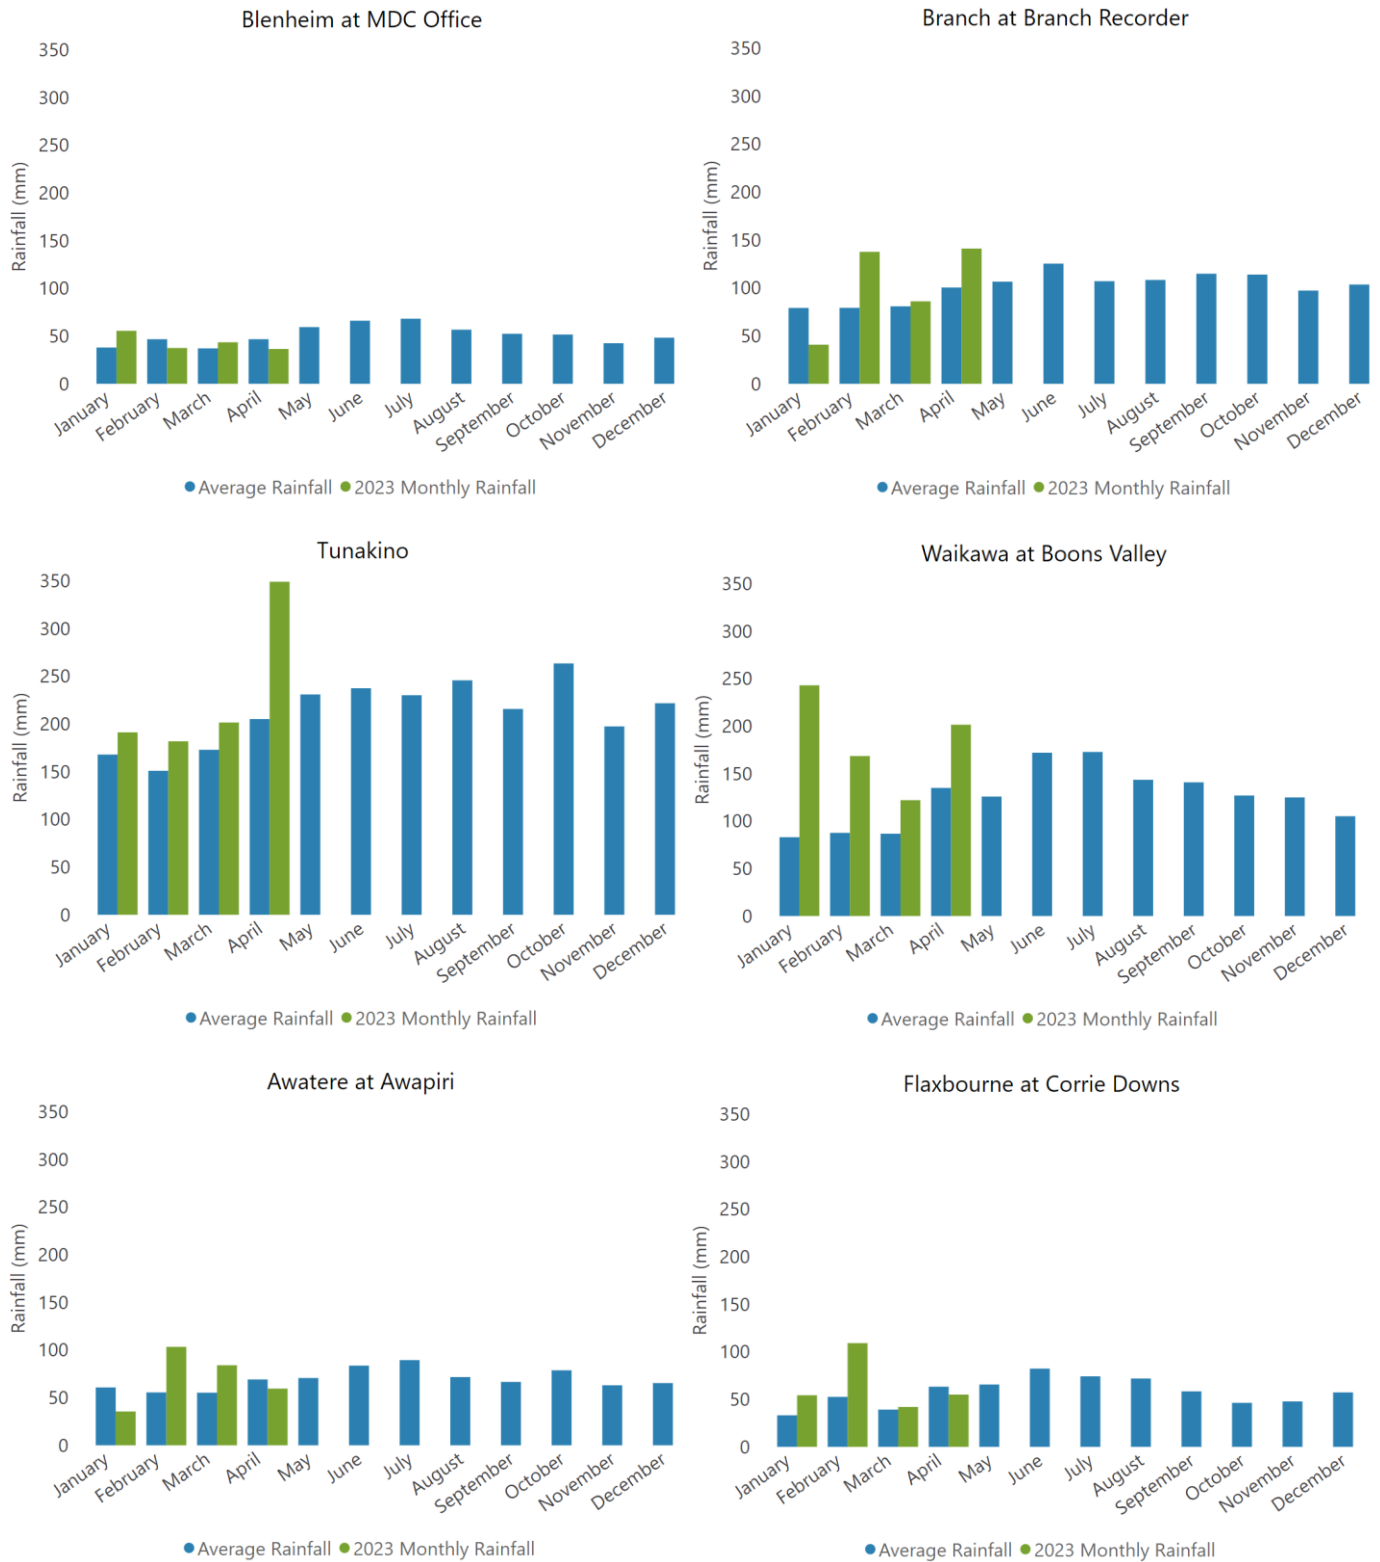 Blenheim at MDC Office
Rainfall (mm)
350
300
250
200
150
100
50
0
January February March April May June July August September October November December
Average Rainfall 2023 Monthly Rainfall
Branch at Branch Recorder
Rainfall (mm)
350
300
250
200
150
100
50
0
January February March April May June July August September October November December
Average Rainfall 2023 Monthly Rainfall
Tunakino
Rainfall (mm)
350
300
250
200
150
100
50
0
January February March April May June July August September October November December
Average Rainfall 2023 Monthly Rainfall
Waikawa at Boons Valley
Rainfall (mm)
350
300
250
200
150
100
50
0
January February March April May June July August September October November December
Average Rainfall 2023 Monthly Rainfall
Awatere at Awapiri
Rainfall (mm)
350
300
250
200
150
100
50
0
January February March April May June July August September October November December
Average Rainfall 2023 Monthly Rainfall
Flaxbourne at Corrie Downs
Rainfall (mm)
350
300
250
200
150
100
50
0
January February March April May June July August September October November December
Average Rainfall 2023 Monthly Rainfall